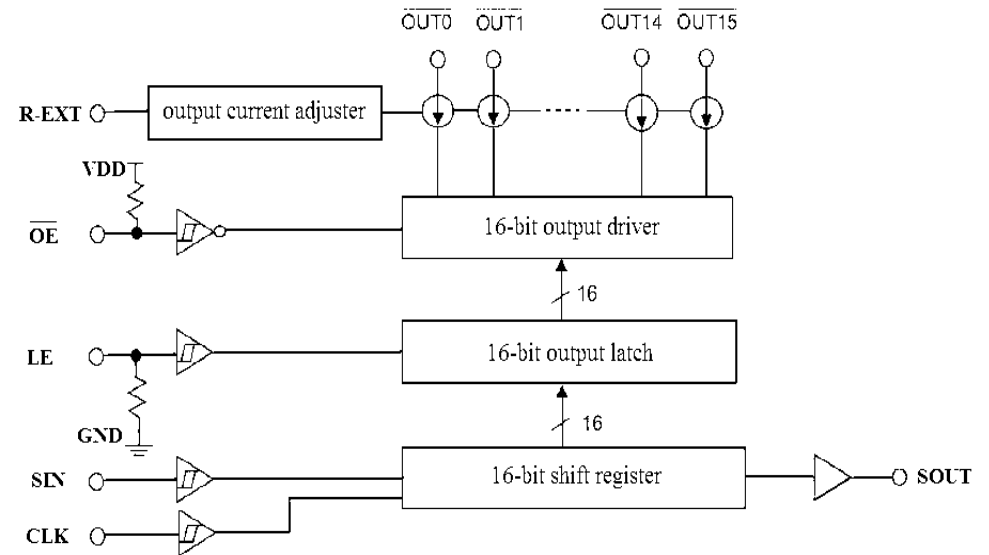 OUT0 OUT1 OUT14 OUT15
R-EXT output current adjuster
VDD
OE 16-bit output driver
16
LE 16-bit output latch
16
GND
SIN 16-bit shift register SOUT
CLK